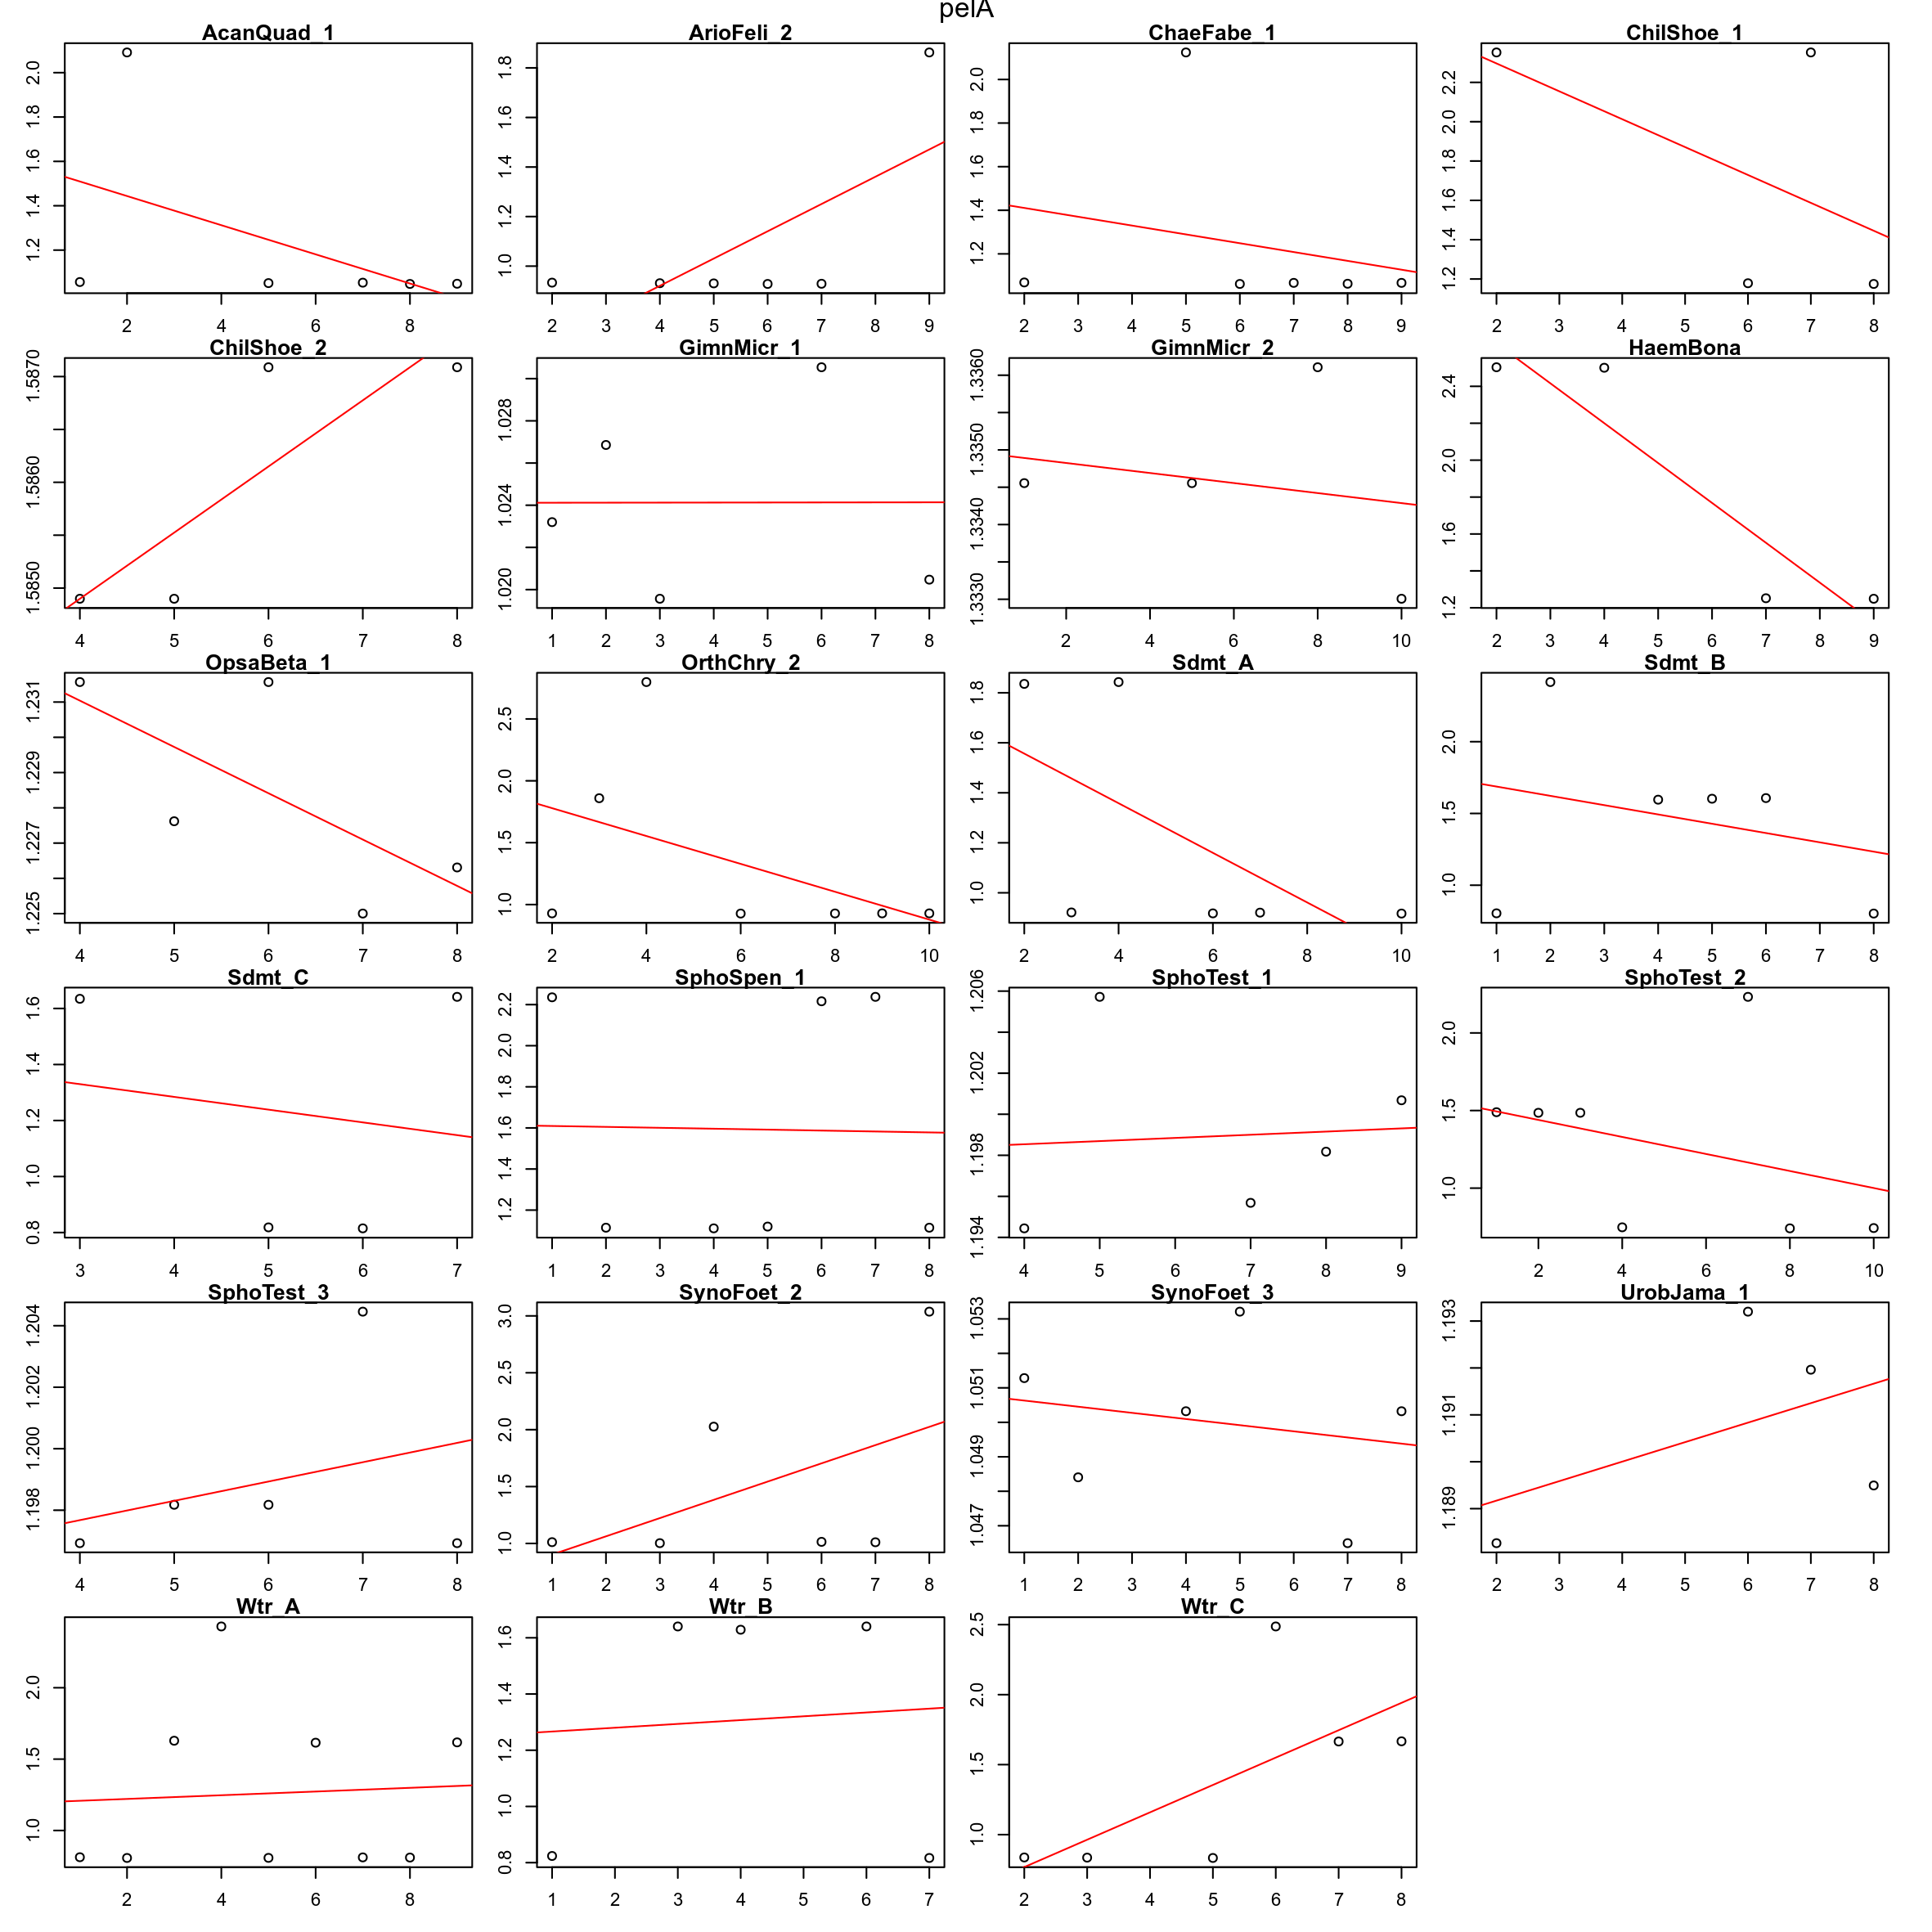 pelA
AcanQuad_1 ArioFeli_2 ChaeFabe_1 ChilShoe_1
1.2 1.4 1.6 1.8 2.0
2 4 6 8
1.0 1.2 1.4 1.6 1.8
2 3 4 5 6 7 8 9
1.2 1.4 1.6 1.8 2.0
2 3 4 5 6 7 8 9
1.2 1.4 1.6 1.8 2.0 2.2
2 3 4 5 6 7 8
ChilShoe_2 GimnMicr_1 GimnMicr_2 HaemBona
1.5850 1.5860 1.5870
4 5 6 7 8
1.020 1.024 1.028
1 2 3 4 5 6 7 8
1.3330 1.3340 1.3350 1.3360
2 4 6 8 10
1.2 1.6 2.0 2.4
2 3 4 5 6 7 8 9
OpsaBeta_1 OrthChry_2 Sdmt_A Sdmt_B
1.225 1.227 1.229 1.231
4 5 6 7 8
1.0 1.5 2.0 2.5
2 4 6 8 10
1.0 1.2 1.4 1.6 1.8
2 4 6 8 10
1.0 1.5 2.0
1 2 3 4 5 6 7 8
Sdmt_C SphoSpen_1 SphoTest_1 SphoTest_2
0.8 1.0 1.2 1.4 1.6
3 4 5 6 7
1.2 1.4 1.6 1.8 2.0 2.2
1 2 3 4 5 6 7 8
1.194 1.198 1.202 1.206
4 5 6 7 8 9
1.0 1.5 2.0
2 4 6 8 10
SphoTest_3 SynoFoet_2 SynoFoet_3 UrobJama_1
1.198 1.200 1.202 1.204
4 5 6 7 8
1.0 1.5 2.0 2.5 3.0
1 2 3 4 5 6 7 8
1.047 1.049 1.051 1.053
1 2 3 4 5 6 7 8
1.189 1.191 1.193
2 3 4 5 6 7 8
Wtr_A Wtr_B Wtr_C
1.0 1.5 2.0
2 4 6 8
0.8 1.0 1.2 1.4 1.6
1 2 3 4 5 6 7
1.0 1.5 2.0 2.5
2 3 4 5 6 7 8